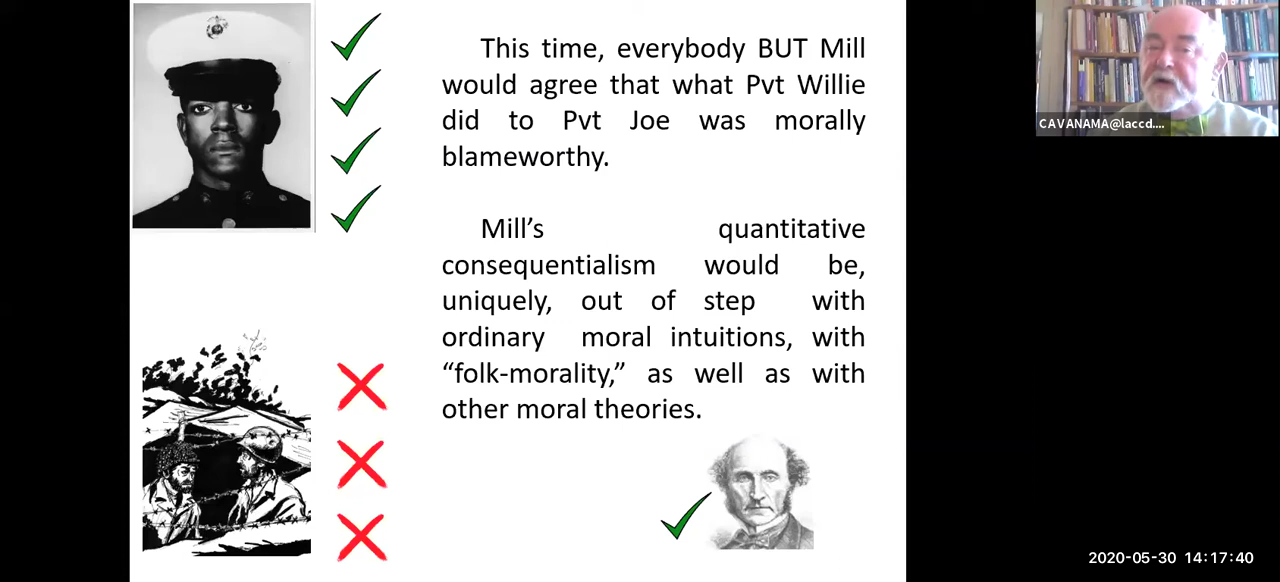 This time, everybody BUT Mill
would agree that what Pvt Willie
did to Pvt Joe was morally
blameworthy.
Mill’s quantitative
consequentialism would be,
uniquely, out of step with
ordinary moral intuitions, with
“folk-morality,” as well as with
other moral theories.
CAVANAMA@laccd....
2020-05-30 14:17:40